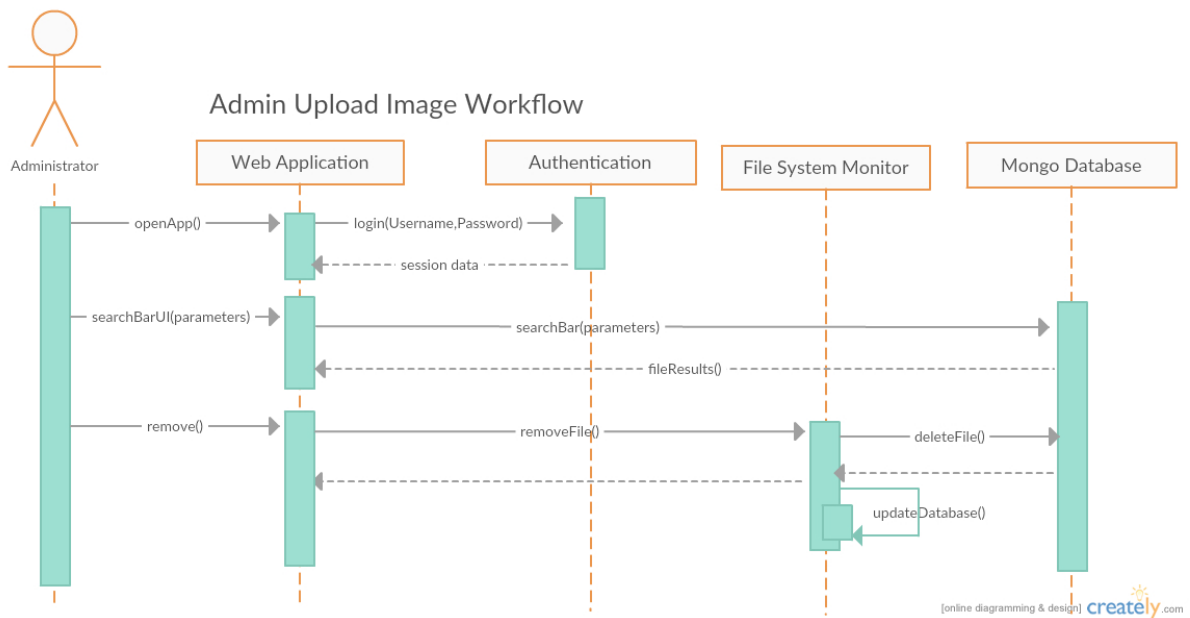 Admin Upload Image Workflow
Administrator
Web Application
Authentication
File System Monitor
Mongo Database
openApp()
login(Username,Password)
session data
searchBarUI(parameters)
searchBar(parameters)
fileResults()
remove()
removeFile()
deleteFile()
updateDatabase()
[online diagramming & design] creately.com